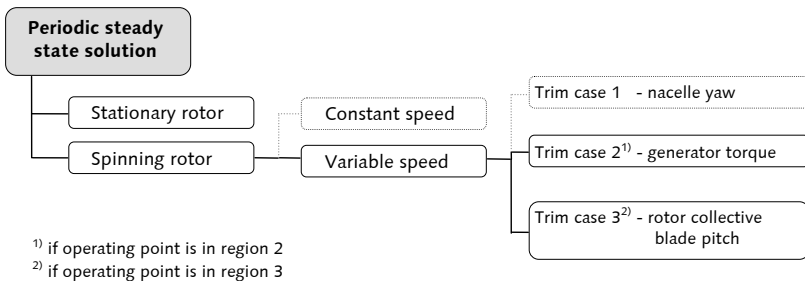 Periodic steady
state solution
Stationary rotor
Spinning rotor
Constant speed
Variable speed
Trim case 1 - nacelle yaw
Trim case 2¹⁾ - generator torque
Trim case 3²⁾ - rotor collective
blade pitch
¹⁾ if operating point is in region 2
²⁾ if operating point is in region 3